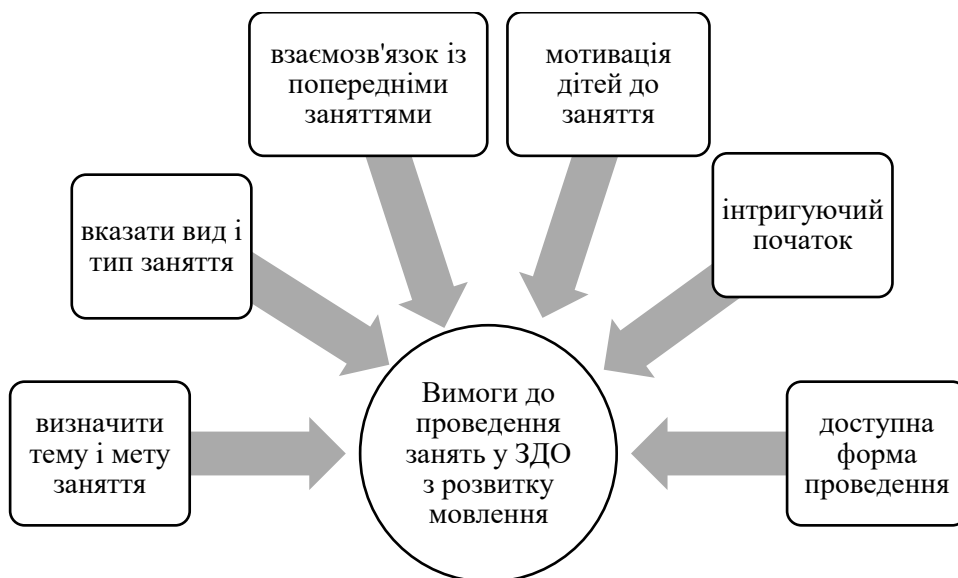 взаємозв'язок із
попередніми
заняттями
мотивація
дітей до
заняття
вказати вид і
тип заняття
інтригуючий
початок
визначити
тему і мету
заняття
Вимоги до
проведення
занять у ЗДО
з розвитку
мовлення
доступна
форма
проведення